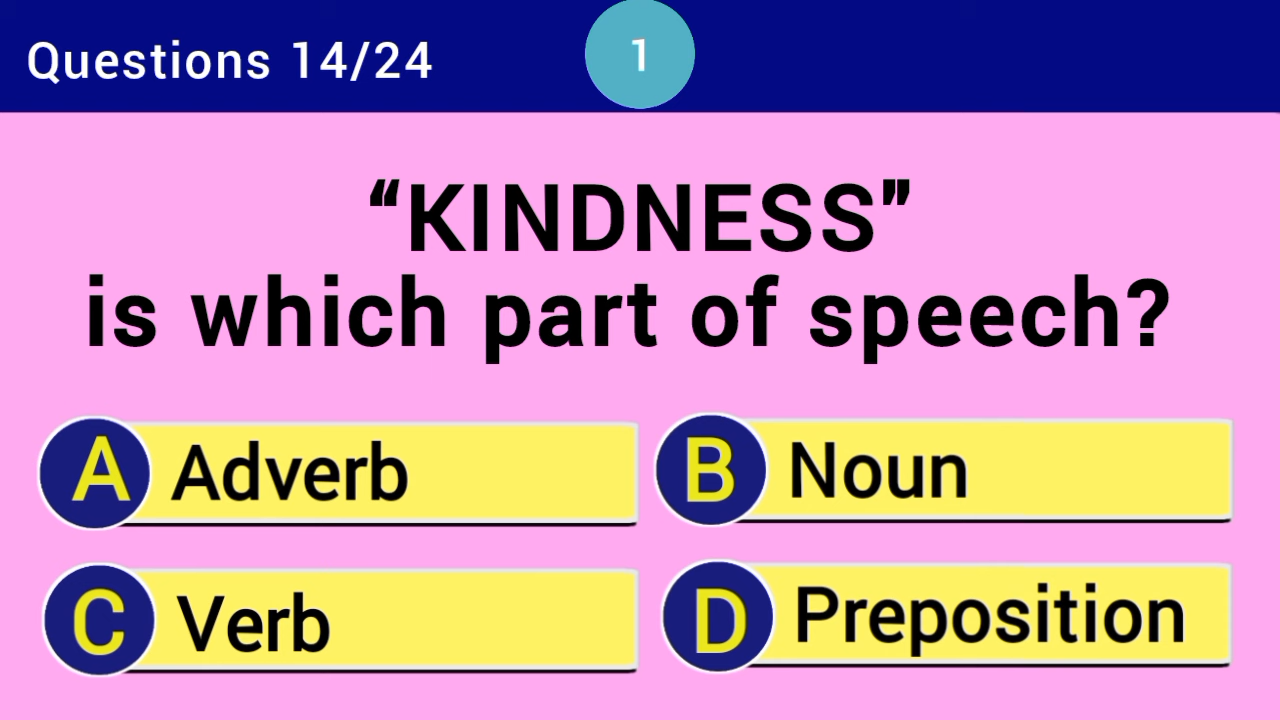 Questions 14/24
1
“KINDNESS”
is which part of speech?
A Adverb
B Noun
C Verb
D Preposition